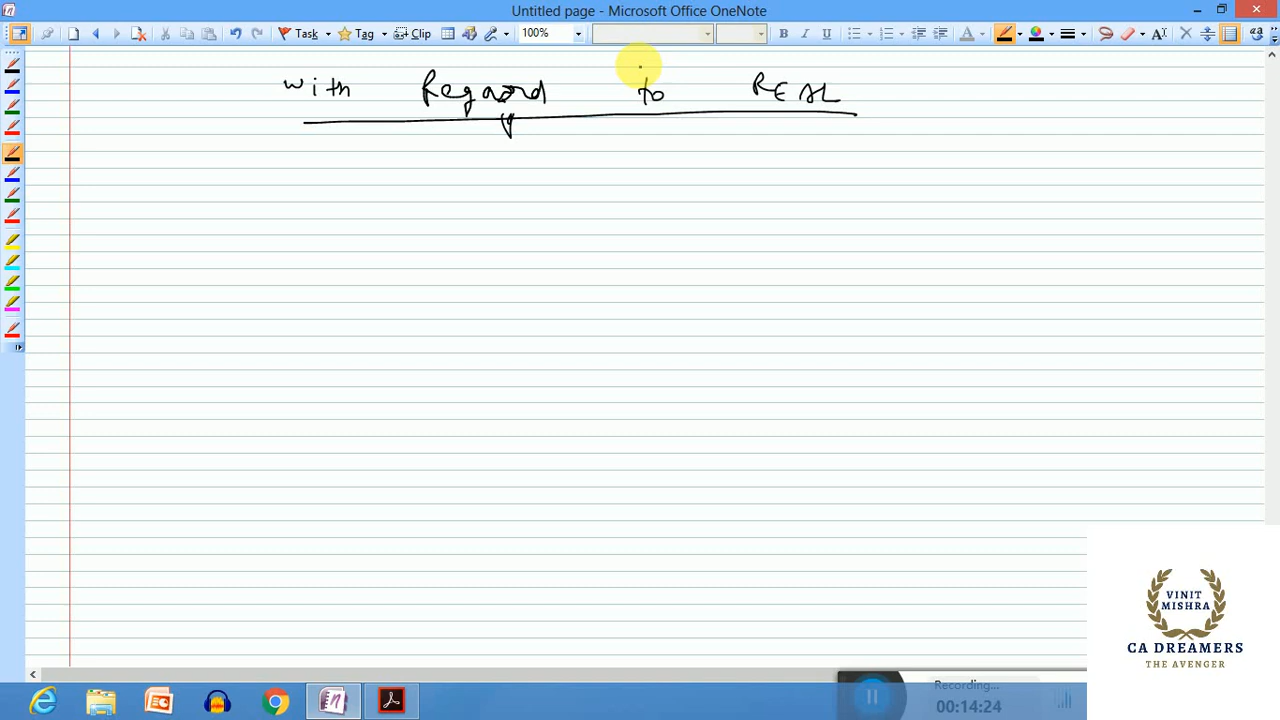 Untitled page - Microsoft Office OneNote
Task Tag Clip 100% B I U A
with Regard to REAL
VINIT
MISHRA
CA DREAMERS
THE AVENGER
Recording...
00:14:24